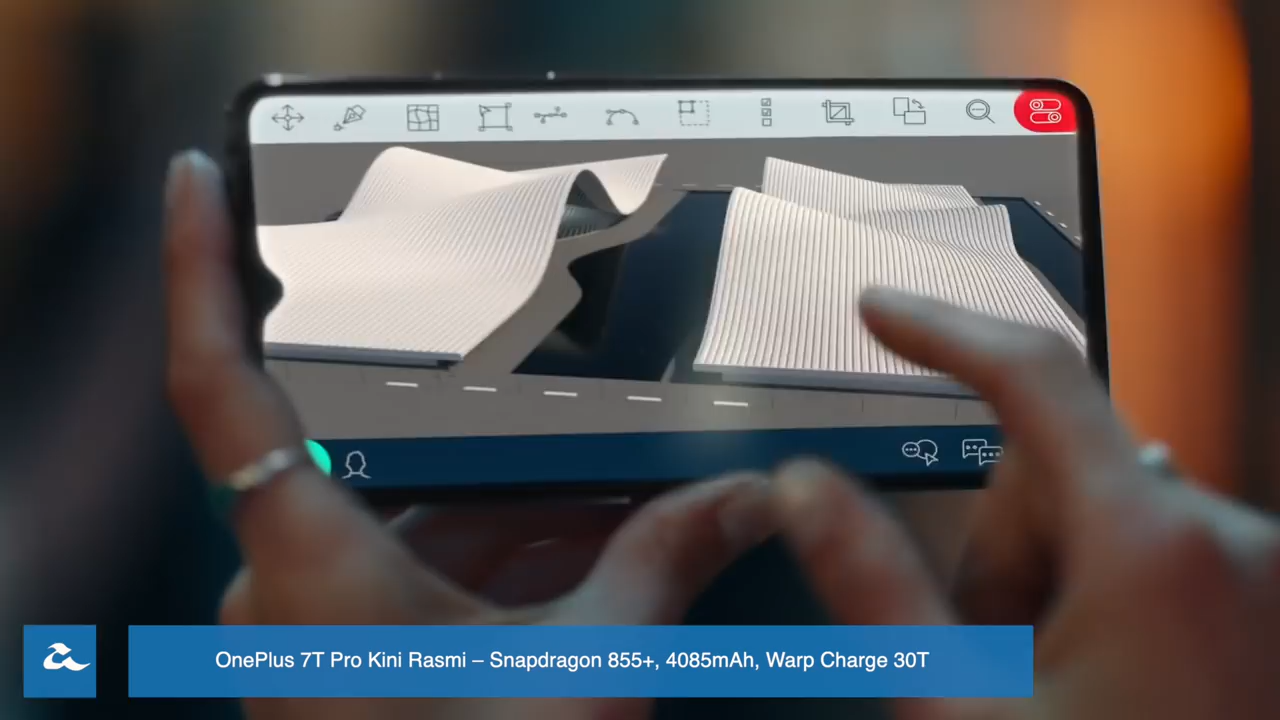 OnePlus 7T Pro Kini Rasmi – Snapdragon 855+, 4085mAh, Warp Charge 30T